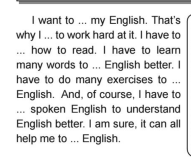 I want to ... my English. That's
why I ... to work hard at it. I have to
... how to read. I have to learn
many words to ... English better. I
have to do many exercises to ...
English. And, of course, I have to
... spoken English to understand
English better. I am sure, it can all
help me to ... English.